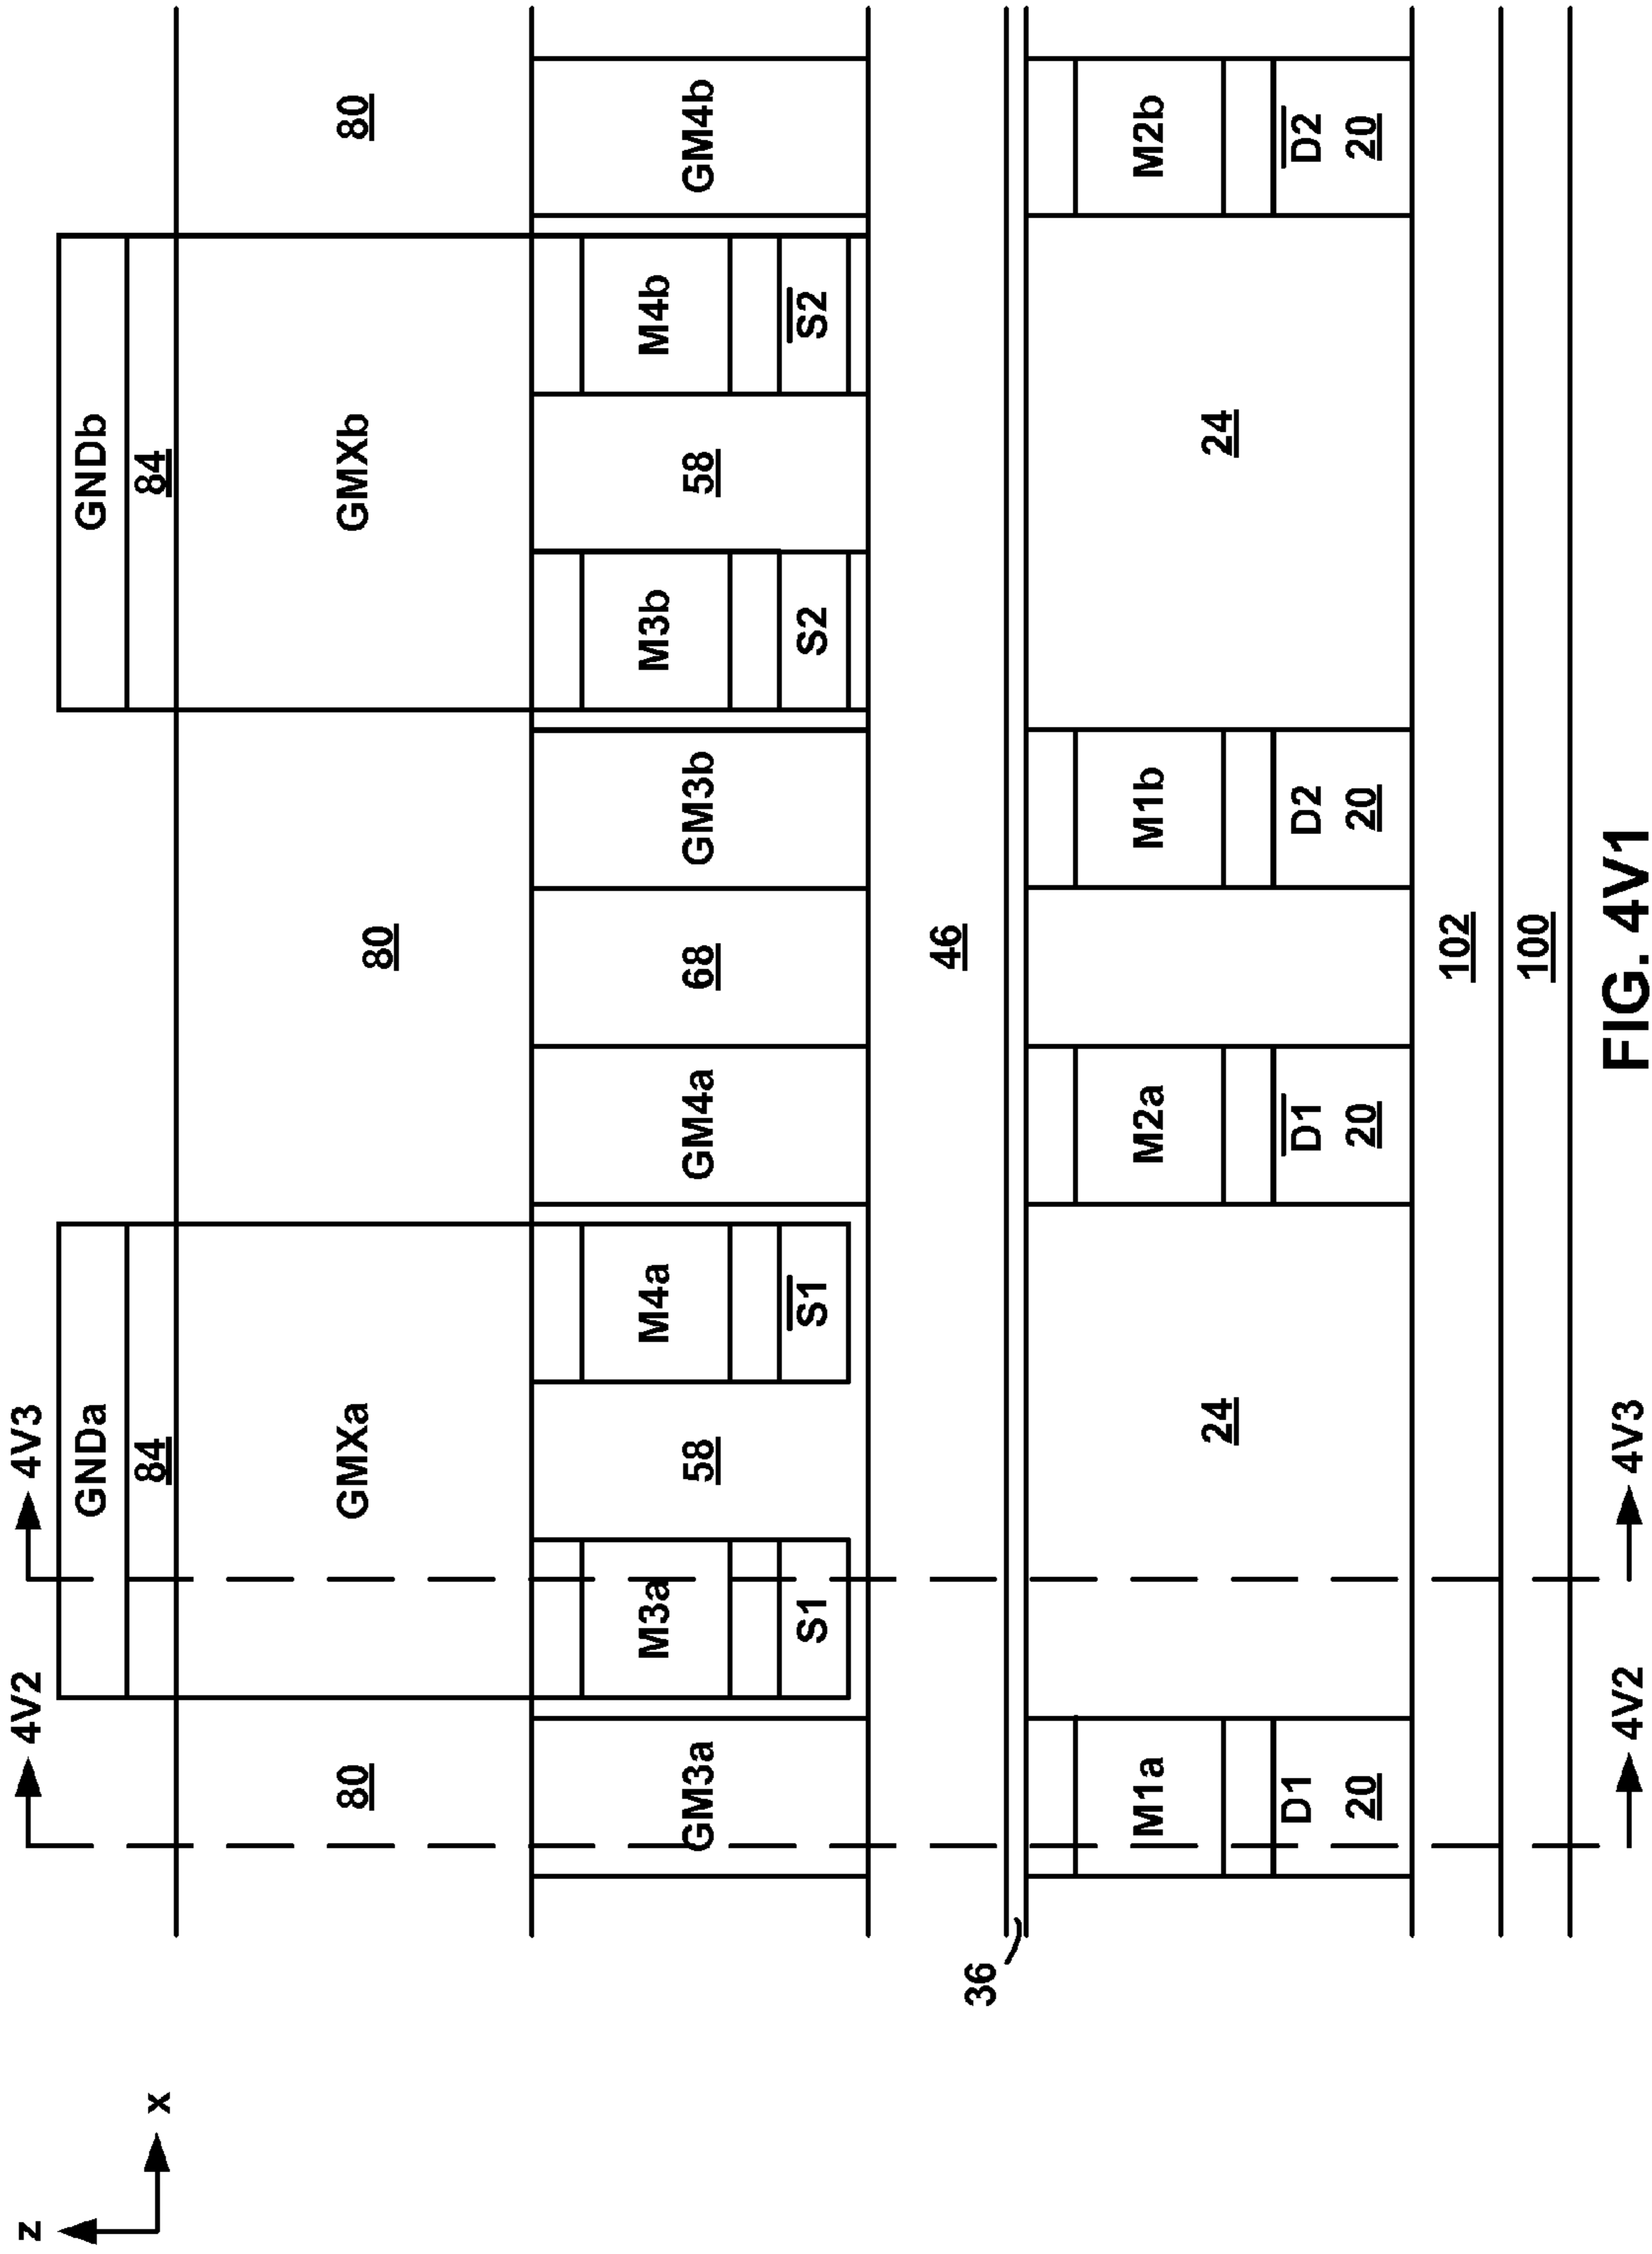 z
4V2 4V3
GNDa GNDb
84 84
x
80 GMXa 80 GMXb 80
M3a M4a M3b M4b
GM3a 58 GM4a 68 GM3b 58 GM4b
S1 S̅1̅ S2 S̅2̅
46
36
M1a M2a M1b M2b
24 24
D1 D̅1̅ D2 D̅2̅
20 20 20 20
102
100
4V2 4V3
FIG. 4V1